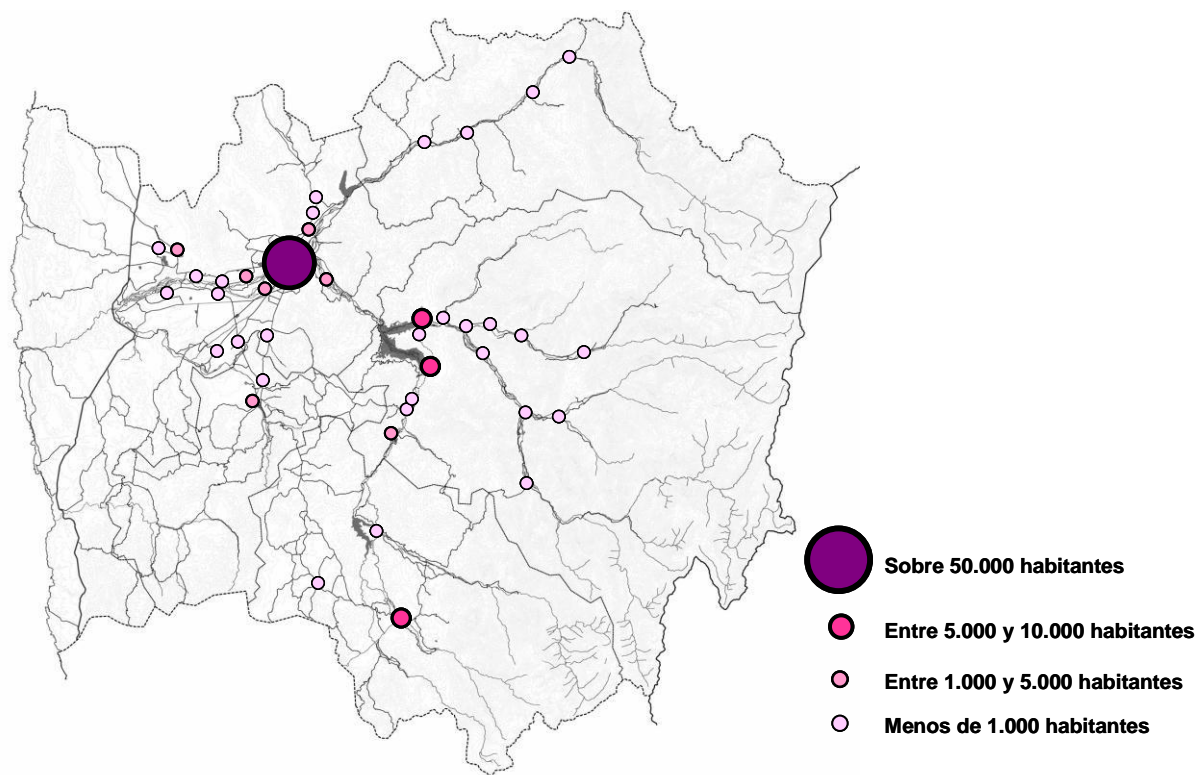 Sobre 50.000 habitantes
Entre 5.000 y 10.000 habitantes
Entre 1.000 y 5.000 habitantes
Menos de 1.000 habitantes